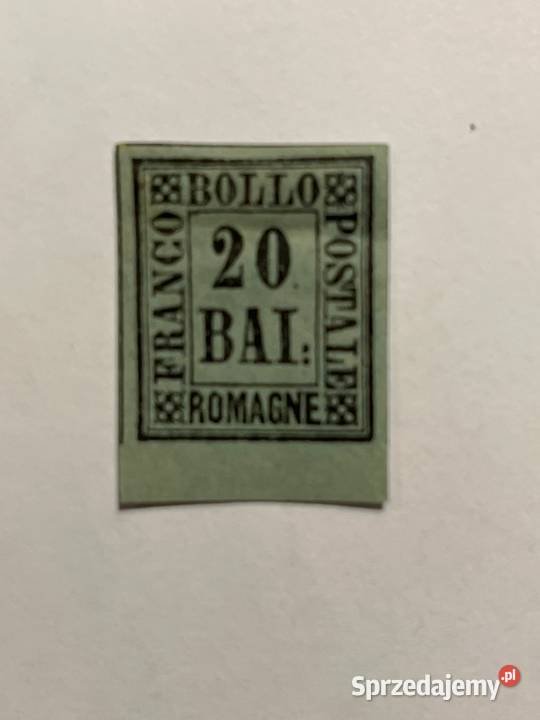 BOLLO
FRANCO
POSTALE
20
BAI:
ROMAGNE
Sprzedajemy.pl